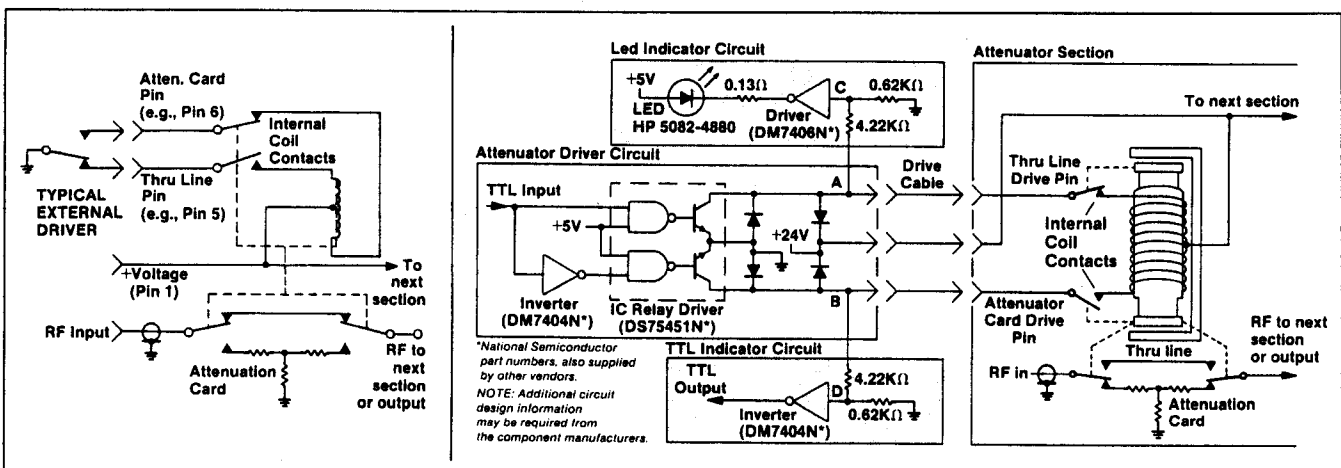 Atten. Card
Pin
(e.g., Pin 6)
Internal
Coil
Contacts
Thru Line
Pin
(e.g., Pin 5)
TYPICAL
EXTERNAL
DRIVER
+Voltage
(Pin 1)
To
next
section
RF Input
Attenuation
Card
RF to
next
section
or output
Led Indicator Circuit
+5V
LED
HP 5082-4880
0.13Ω
C
Driver
(DM7406N*)
0.62KΩ
4.22KΩ
Attenuator Driver Circuit
TTL Input
+5V
Inverter
(DM7404N*)
IC Relay Driver
(DS75451N*)
+24V
A
B
Drive
Cable
*National Semiconductor
part numbers, also supplied
by other vendors.
NOTE: Additional circuit
design information
may be required from
the component manufacturers.
TTL Indicator Circuit
TTL
Output
4.22KΩ
D
Inverter
(DM7404N*)
0.62KΩ
Attenuator Section
To next section
Thru Line
Drive Pin
Internal
Coil
Contacts
Attenuator
Card Drive
Pin
Thru line
RF in
RF to next
section
or output
Attenuation
Card